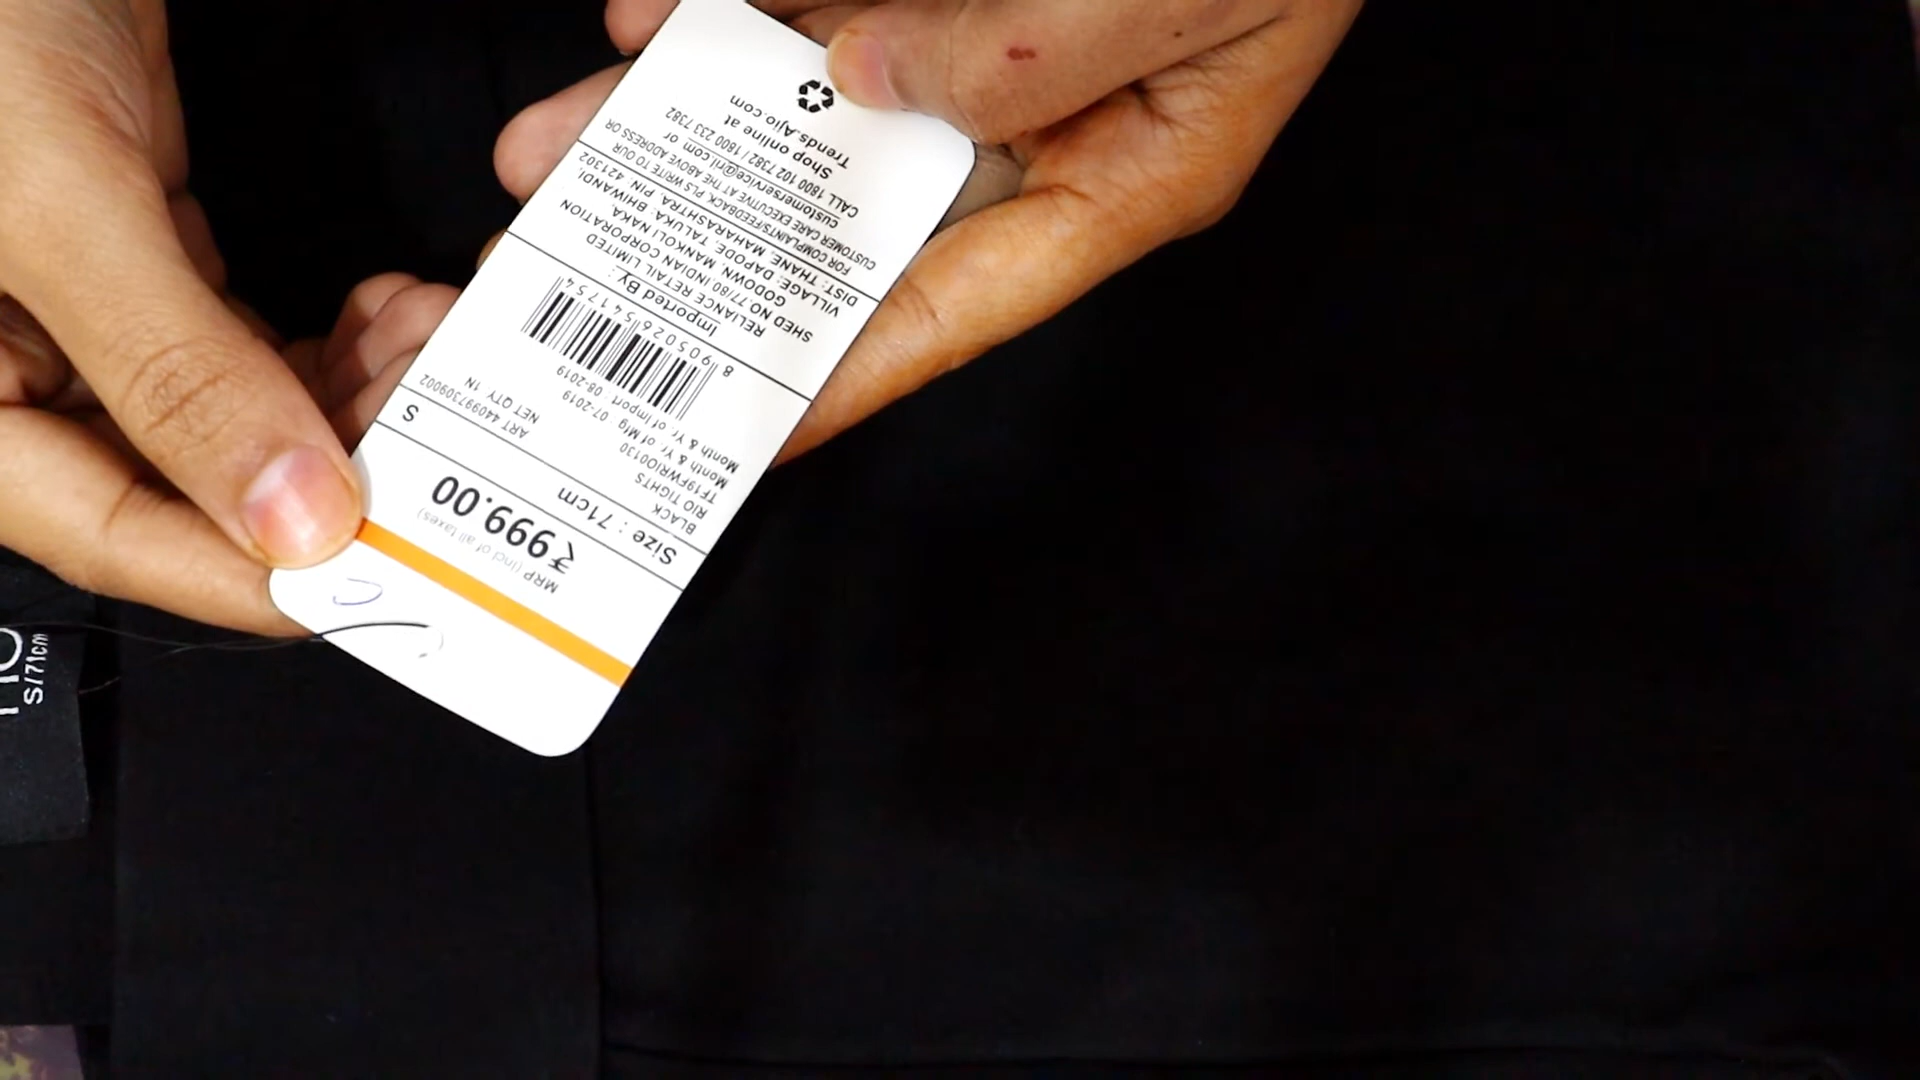 MRP (incl of all taxes)
₹999.00
Size : 71cm S
BLACK
RIO TIGHTS ART 440997309002
TF19FWRIO0130 NET QTY 1N
Month & Yr. of Mfg : 07-2019
Month & Yr. of Import : 08-2019
8 905026 541754
Imported By :
RELIANCE RETAIL LIMITED
SHED NO.77/80 INDIAN CORPORATION
GODOWN, MANKOLI NAKA,
VILLAGE: DAPODE, TALUKA: BHIWANDI,
DIST: THANE, MAHARASHTRA, PIN: 421302
FOR COMPLAINTS/FEEDBACK, PLS WRITE TO OUR
CUSTOMER CARE EXECUTIVE AT THE ABOVE ADDRESS OR
customerservice@ril.com or
CALL 1800 102 7382 / 1800 233 7382
Shop online at
Trends.Ajio.com
S/71cm